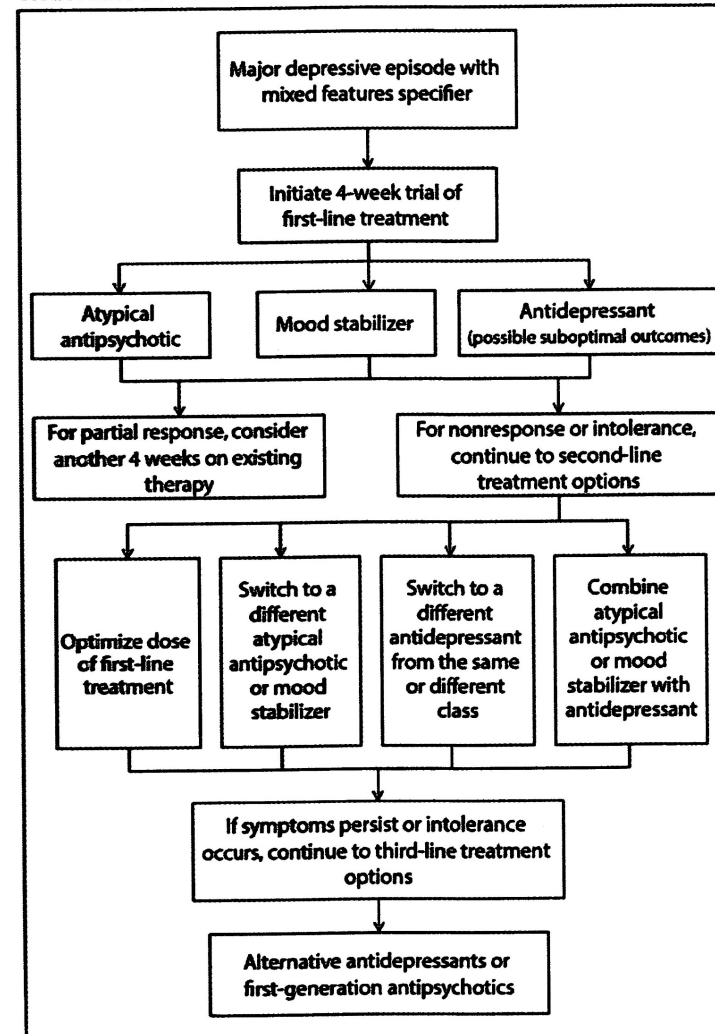 Major depressive episode with
mixed features specifier
Initiate 4-week trial of
first-line treatment
Atypical
antipsychotic
Mood stabilizer
Antidepressant
(possible suboptimal outcomes)
For partial response, consider
another 4 weeks on existing
therapy
For nonresponse or intolerance,
continue to second-line
treatment options
Optimize dose
of first-line
treatment
Switch to a
different
atypical
antipsychotic
or mood
stabilizer
Switch to a
different
antidepressant
from the same
or different
class
Combine
atypical
antipsychotic
or mood
stabilizer with
antidepressant
If symptoms persist or intolerance
occurs, continue to third-line treatment
options
Alternative antidepressants or
first-generation antipsychotics